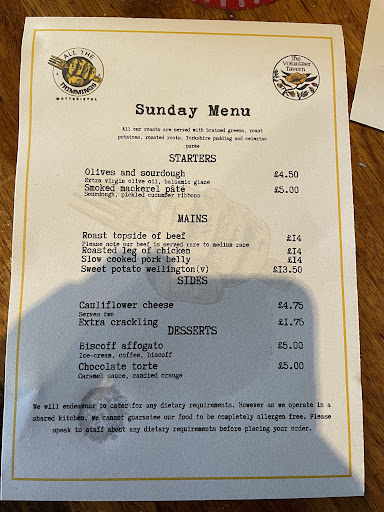 ALL THE
THIMMINGS
@ATTBRISTOL
The
Volunteer
Tavern
Sunday Menu
All our roasts are served with braised greens, roast
potatoes, roasted roots, Yorkshire pudding and celeriac
purée
STARTERS
Olives and sourdough £4.50
Extra virgin olive oil, balsamic glaze
Smoked mackerel pâté £5.00
Sourdough, pickled cucumber ribbons
MAINS
Roast topside of beef £14
Please note our beef is served rare to medium rare
Roasted leg of chicken £14
Slow cooked pork belly £14
Sweet potato wellington(v) £13.50
SIDES
Cauliflower cheese £4.75
Serves two
Extra crackling £1.75
DESSERTS
Biscoff affogato £5.00
Ice-cream, coffee, biscoff
Chocolate torte £5.00
Caramel sauce, candied orange
We will endeavour to cater for any dietary requirements. However as we operate in a
shared kitchen, we cannot guarantee our food to be completely allergen free. Please
speak to staff about any dietary requirements before placing your order.